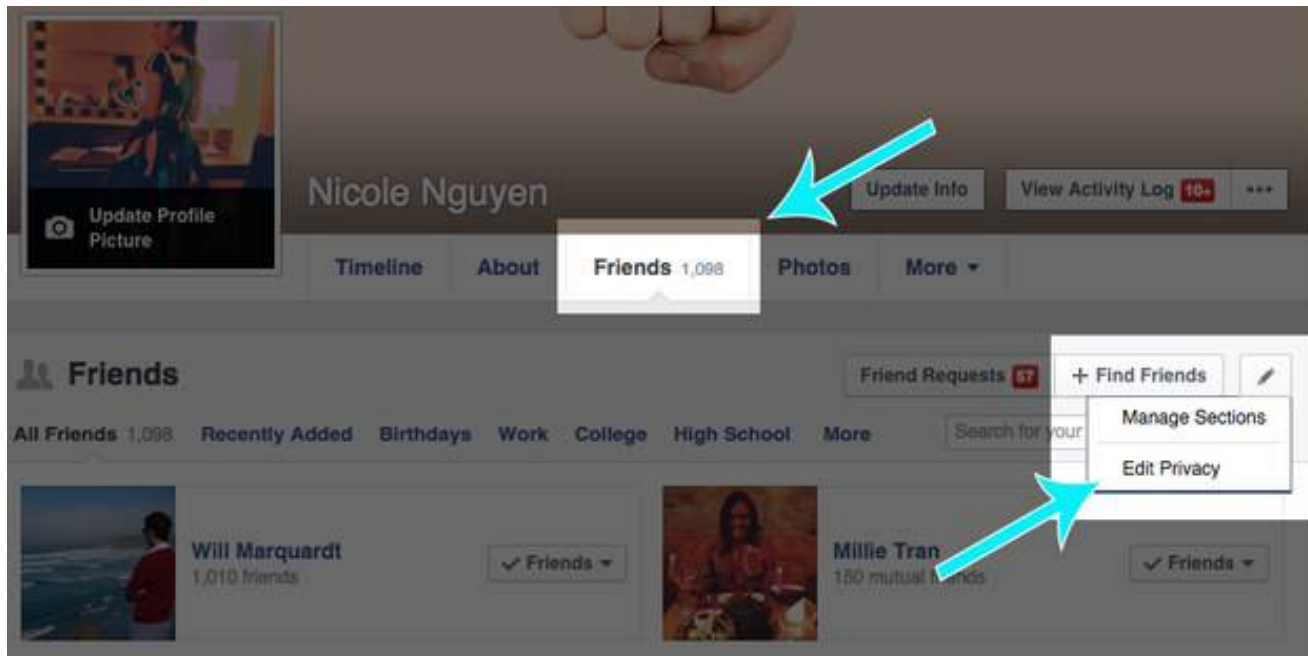 Nicole Nguyen
Update Info
View Activity Log 10+
Update Profile
Picture
Timeline About Friends 1,098 Photos More
Friends
Friend Requests 57
+ Find Friends
Manage Sections
Edit Privacy
All Friends 1,098 Recently Added Birthdays Work College High School More
Search for your
Will Marquardt
1,010 friends
✓ Friends
Millie Tran
150 mutual friends
✓ Friends